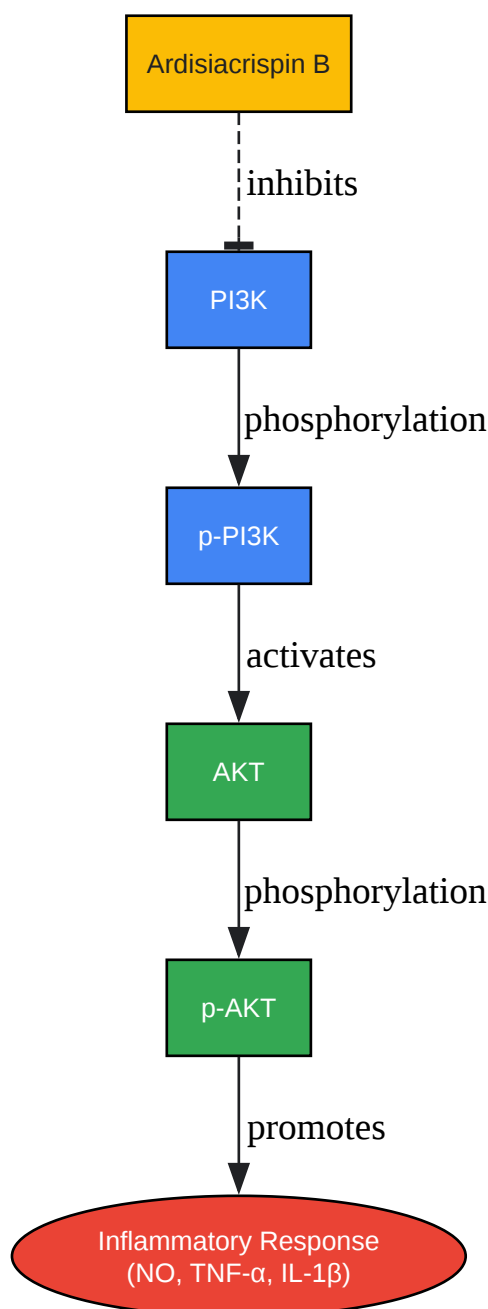 Ardisiacrispin B
inhibits
PI3K
phosphorylation
p-PI3K
activates
AKT
phosphorylation
p-AKT
promotes
Inflammatory Response
(NO, TNF-α, IL-1β)